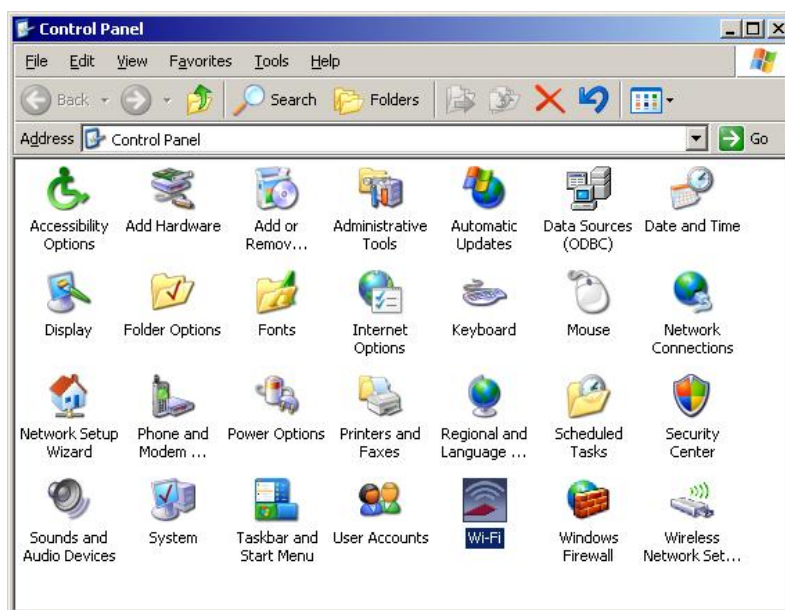 Control Panel
File Edit View Favorites Tools Help
Back Search Folders
Address Control Panel Go
Accessibility Options
Add Hardware
Add or Remov...
Administrative Tools
Automatic Updates
Data Sources (ODBC)
Date and Time
Display
Folder Options
Fonts
Internet Options
Keyboard
Mouse
Network Connections
Network Setup Wizard
Phone and Modem ...
Power Options
Printers and Faxes
Regional and Language ...
Scheduled Tasks
Security Center
Sounds and Audio Devices
System
Taskbar and Start Menu
User Accounts
Wi-Fi
Windows Firewall
Wireless Network Set...